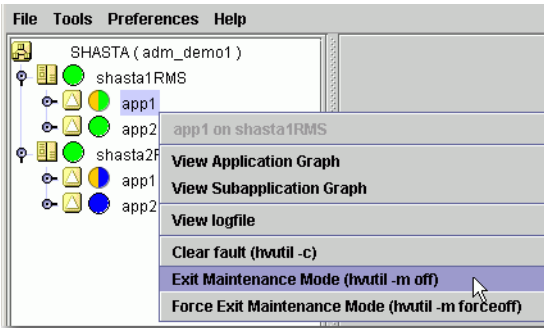 File Tools Preferences Help
SHASTA ( adm_demo1 )
shasta1RMS
app1
app2
shasta2
app1
app2
app1 on shasta1RMS
View Application Graph
View Subapplication Graph
View logfile
Clear fault (hvutil -c)
Exit Maintenance Mode (hvutil -m off)
Force Exit Maintenance Mode (hvutil -m forceoff)